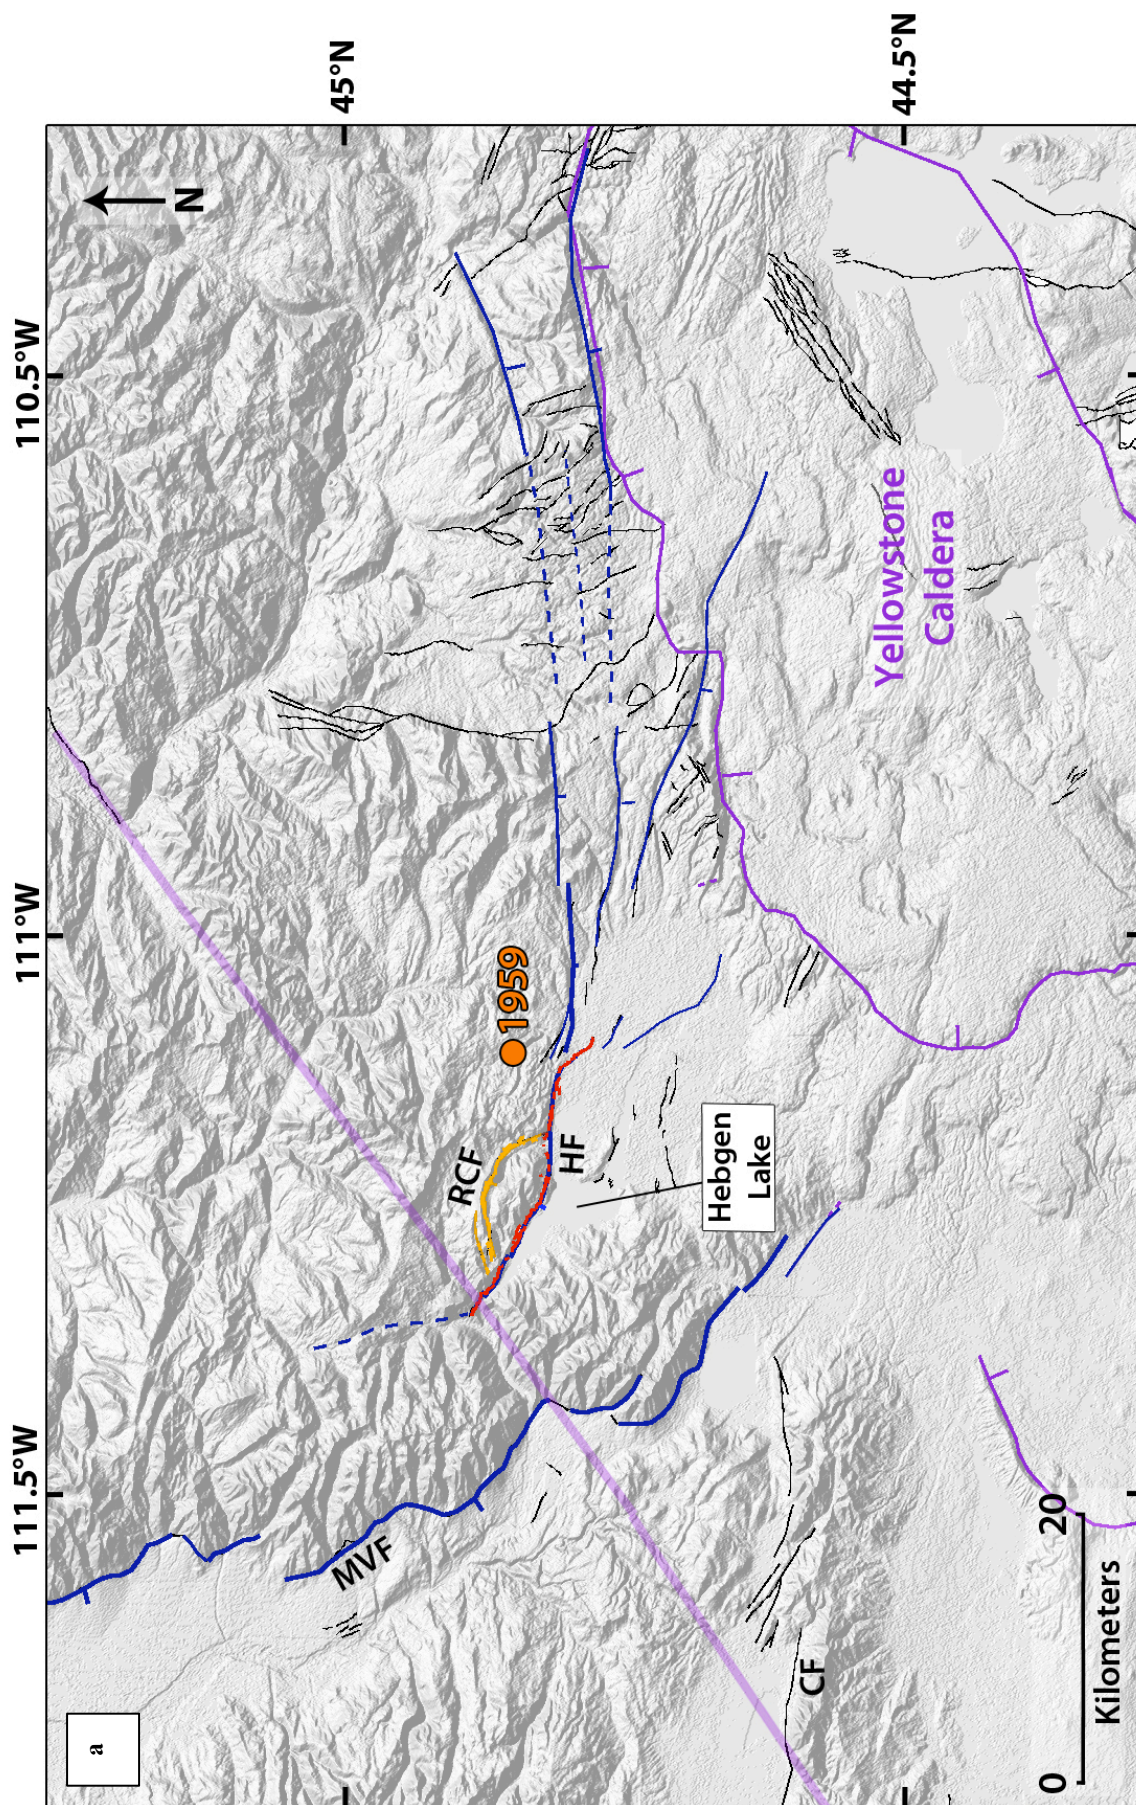 a
111.5°W
111°W
110.5°W
N
45°N
44.5°N
MVF
RCF
1959
HF
Hebgen
Lake
Yellowstone
Caldera
CF
0
20
Kilometers